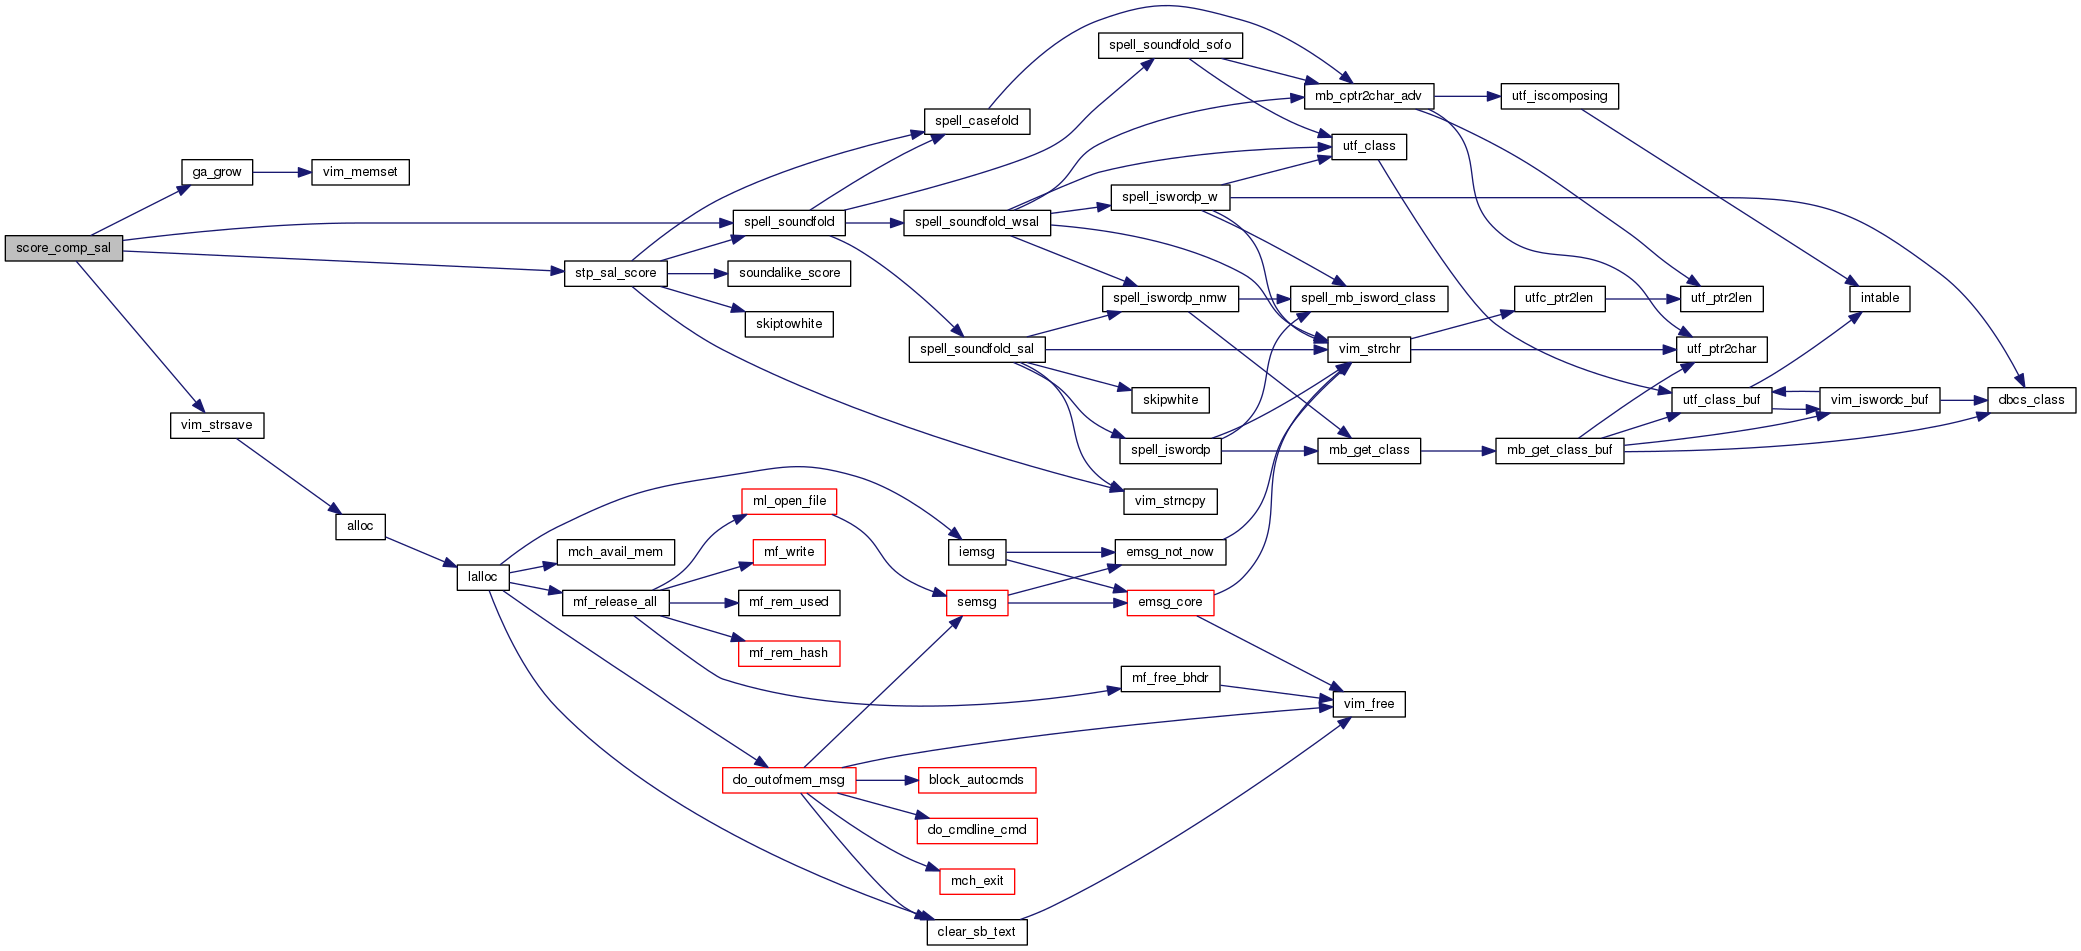 score_comp_sal
ga_grow
vim_memset
spell_soundfold
stp_sal_score
soundalike_score
skiptowhite
spell_casefold
spell_soundfold_wsal
spell_soundfold_sal
spell_soundfold_sofo
mb_cptr2char_adv
utf_iscomposing
utf_class
spell_iswordp_w
spell_iswordp_nmw
spell_mb_isword_class
utfc_ptr2len
utf_ptr2len
intable
vim_strchr
utf_ptr2char
skipwhite
utf_class_buf
vim_iswordc_buf
dbcs_class
spell_iswordp
mb_get_class
mb_get_class_buf
vim_strncpy
vim_strsave
alloc
lalloc
mch_avail_mem
mf_release_all
ml_open_file
mf_write
mf_rem_used
mf_rem_hash
iemsg
semsg
emsg_not_now
emsg_core
mf_free_bhdr
vim_free
do_outofmem_msg
block_autocmds
do_cmdline_cmd
mch_exit
clear_sb_text